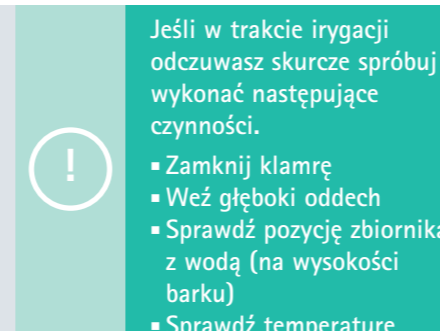 Jeśli w trakcie irygacji
odczuwasz skurcze spróbuj
wykonać następujące
czynności.
!
▪ Zamknij klamrę
▪ Weź głęboki oddech
▪ Sprawdź pozycję zbiornika
z wodą (na wysokości
barku)
▪ Sprawdź temperaturę